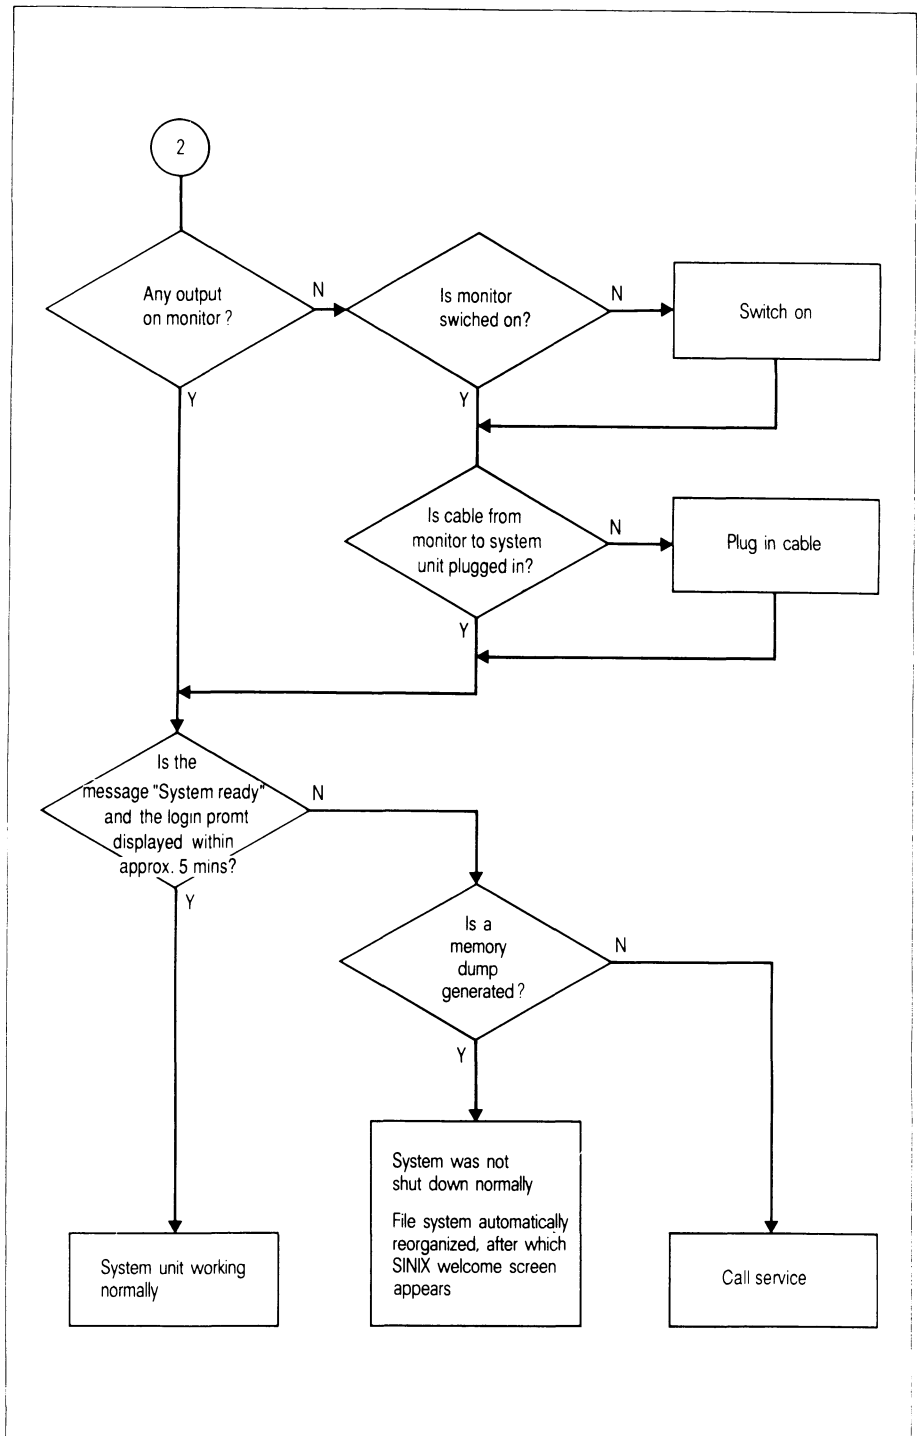 2
Any output
on monitor?
N
Is monitor
swiched on?
N
Switch on
Y
Y
Is cable from
monitor to system
unit plugged in?
N
Plug in cable
Y
Is the
message "System ready"
and the login promt
displayed within
approx. 5 mins?
N
Y
Is a
memory
dump
generated?
N
Y
System was not
shut down normally
File system automatically
reorganized, after which
SINIX welcome screen
appears
System unit working
normally
Call service